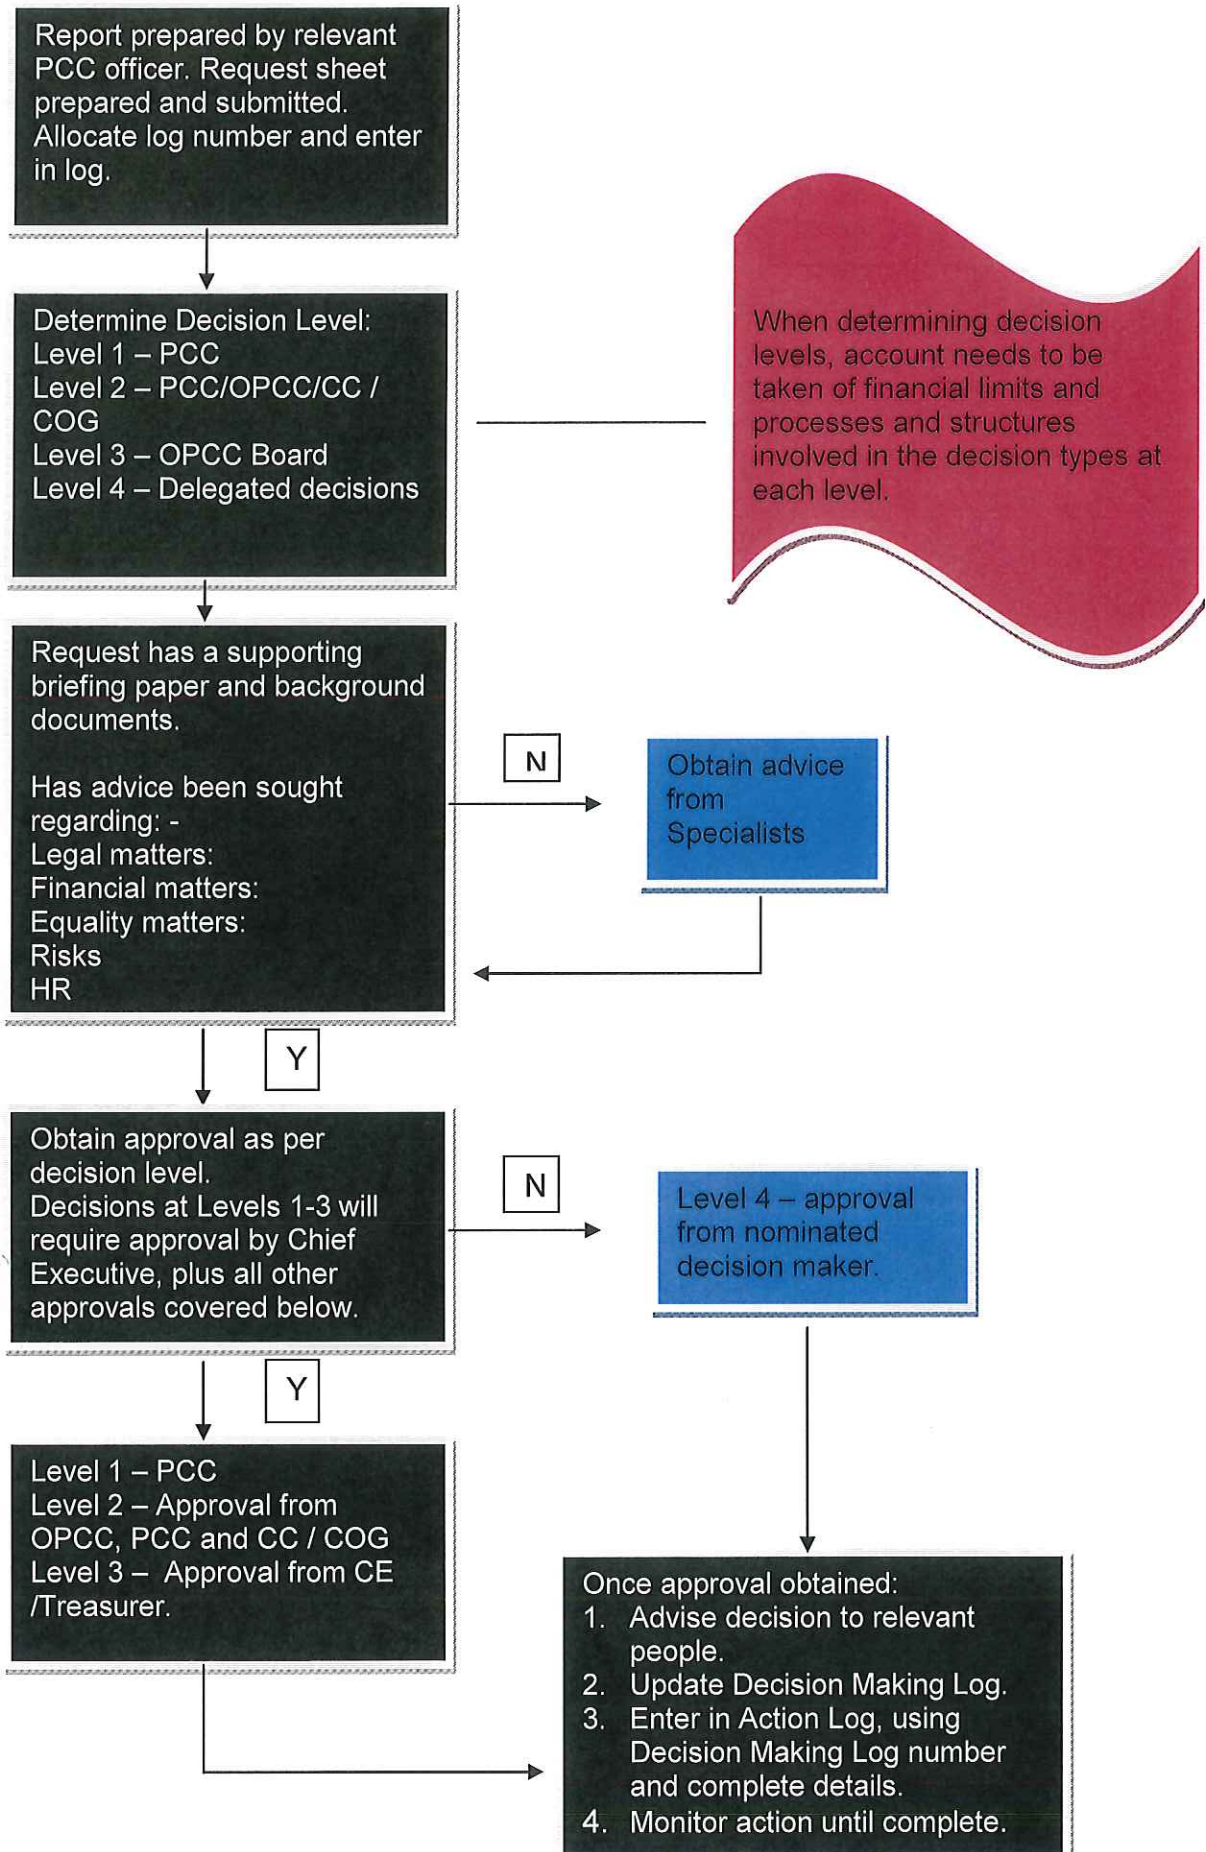 Report prepared by relevant
PCC officer. Request sheet
prepared and submitted.
Allocate log number and enter
in log.
Determine Decision Level:
Level 1 – PCC
Level 2 – PCC/OPCC/CC /
COG
Level 3 – OPCC Board
Level 4 – Delegated decisions
When determining decision
levels, account needs to be
taken of financial limits and
processes and structures
involved in the decision types at
each level.
Request has a supporting
briefing paper and background
documents.
Has advice been sought
regarding: -
Legal matters:
Financial matters:
Equality matters:
Risks
HR
N
Obtain advice
from
Specialists
Y
Obtain approval as per
decision level.
Decisions at Levels 1-3 will
require approval by Chief
Executive, plus all other
approvals covered below.
N
Level 4 – approval
from nominated
decision maker.
Y
Level 1 – PCC
Level 2 – Approval from
OPCC, PCC and CC / COG
Level 3 – Approval from CE
/Treasurer.
Once approval obtained:
1. Advise decision to relevant
people.
2. Update Decision Making Log.
3. Enter in Action Log, using
Decision Making Log number
and complete details.
4. Monitor action until complete.